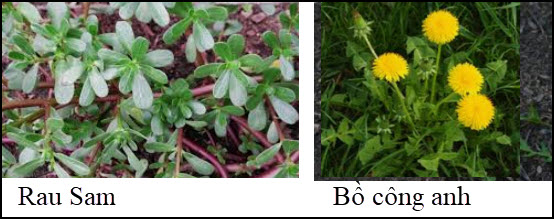 Rau Sam
Bồ công anh